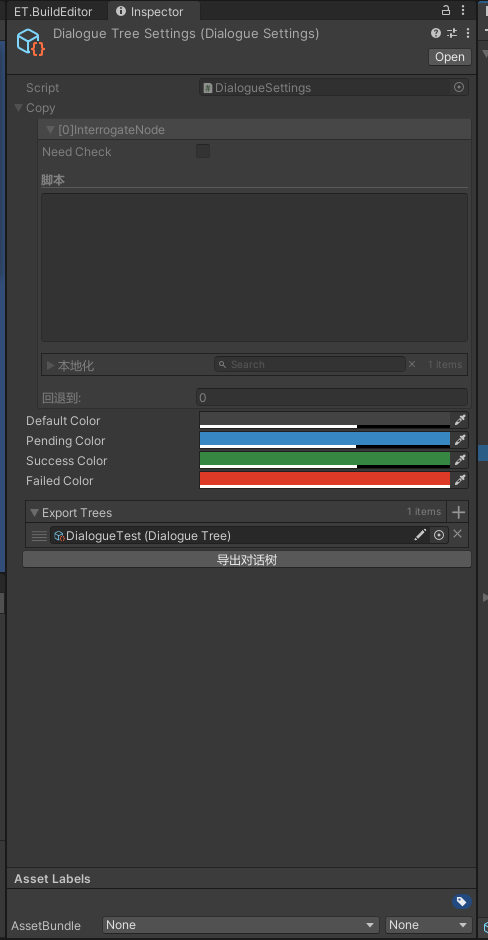 ET.BuildEditor Inspector
Dialogue Tree Settings (Dialogue Settings)
Open
Script DialogueSettings
Copy
[0]InterrogateNode
Need Check
脚本
本地化 Search 1 items
回退到: 0
Default Color
Pending Color
Success Color
Failed Color
Export Trees 1 items
DialogueTest (Dialogue Tree)
导出对话树
Asset Labels
AssetBundle None None